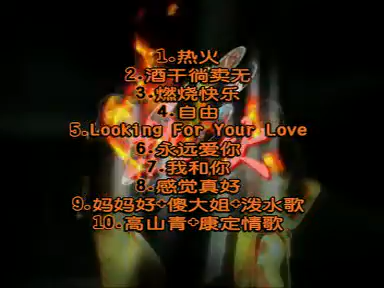 1.热火
2.酒干徜卖无
3.燃烧快乐
4.自由
5.Looking For Your Love
6.永远爱你
7.我和你
8.感觉真好
9.妈妈好+傻大姐+泼水歌
10.高山青+康定情歌